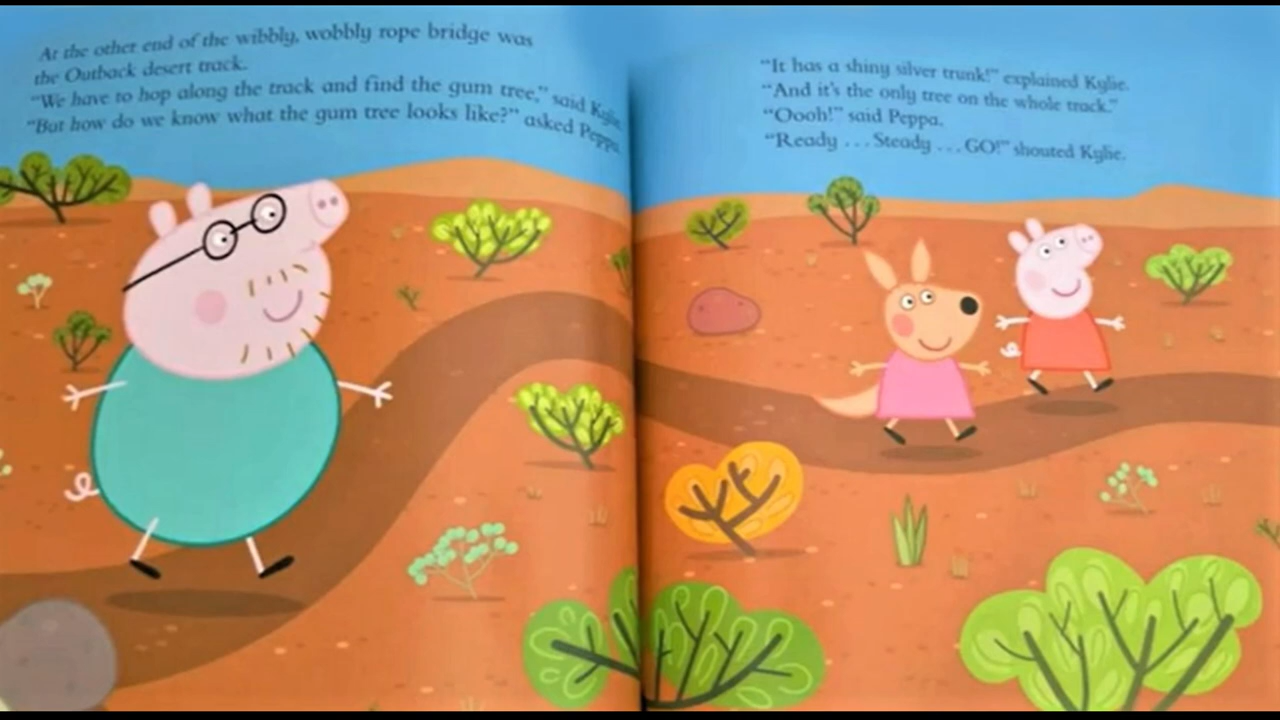 At the other end of the wibbly, wobbly rope bridge was
the Outback desert track.
"We have to hop along the track and find the gum tree," said Kylie.
"But how do we know what the gum tree looks like?" asked Peppa.
"It has a shiny silver trunk!" explained Kylie.
"And it's the only tree on the whole track."
"Oooh!" said Peppa.
"Ready . . . Steady . . . GO!" shouted Kylie.